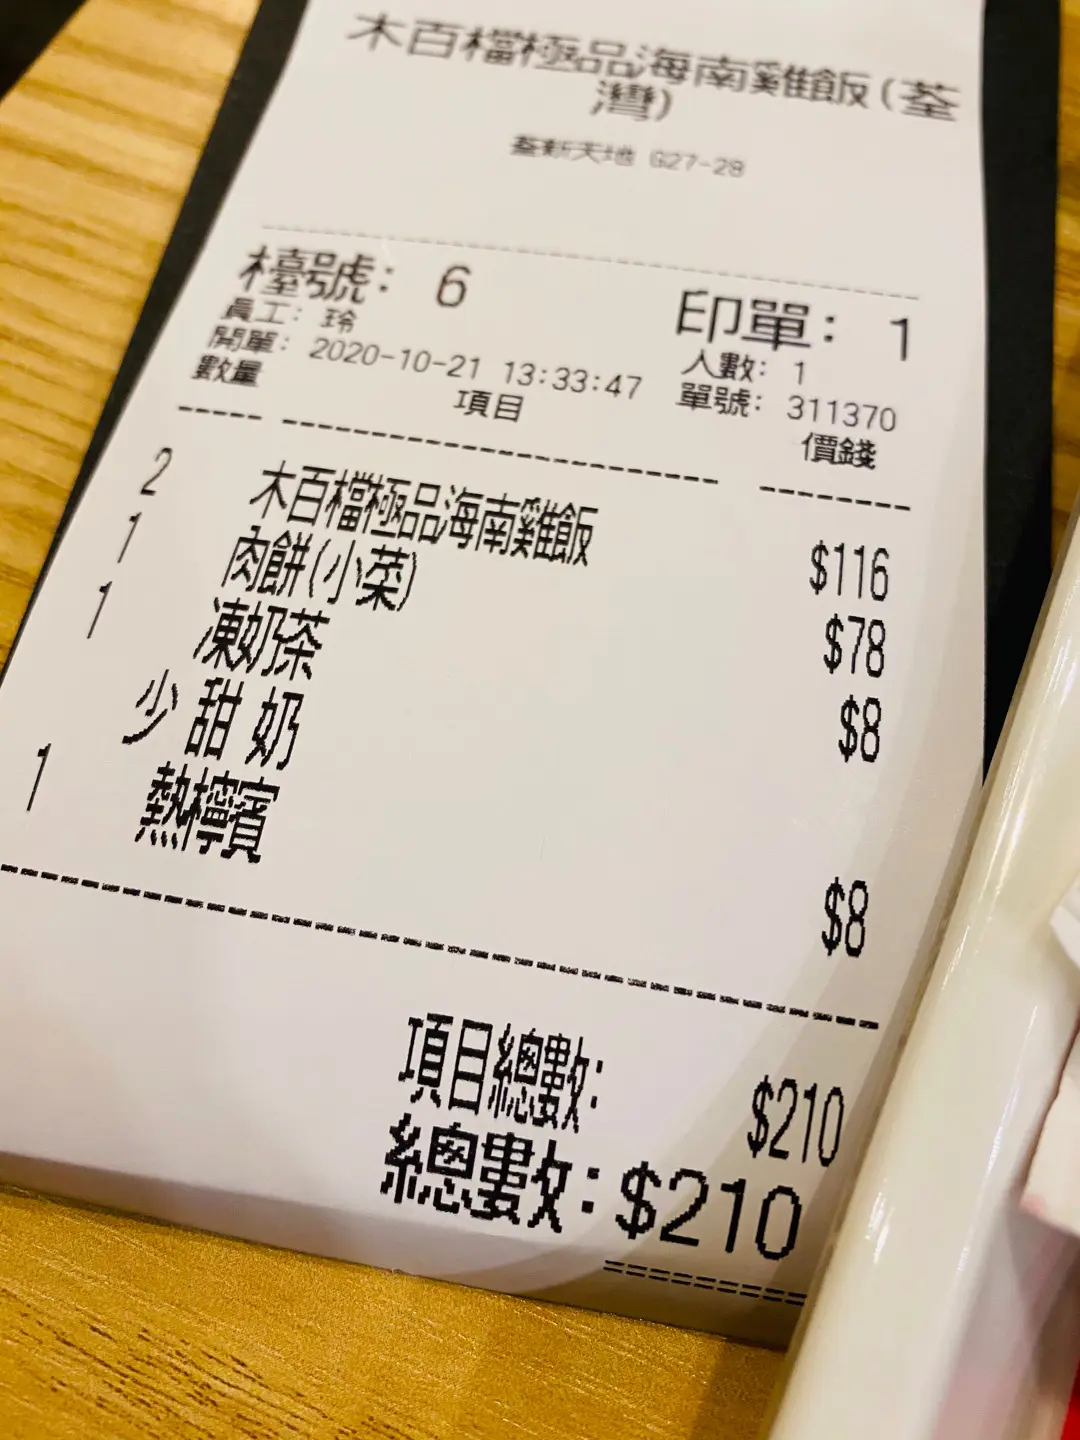 木百檔極品海南雞飯(荃
灣)
荃新天地 G27-28
檯號: 6 印單: 1
員工: 玲 人數: 1
開單: 2020-10-21 13:33:47 單號: 311370
數量 項目 價錢
2 木百檔極品海南雞飯 $116
1 肉餅(小菜) $78
1 凍奶茶 $8
少 甜 奶
1 熱檸賓 $8
項目總數: $210
總數: $210